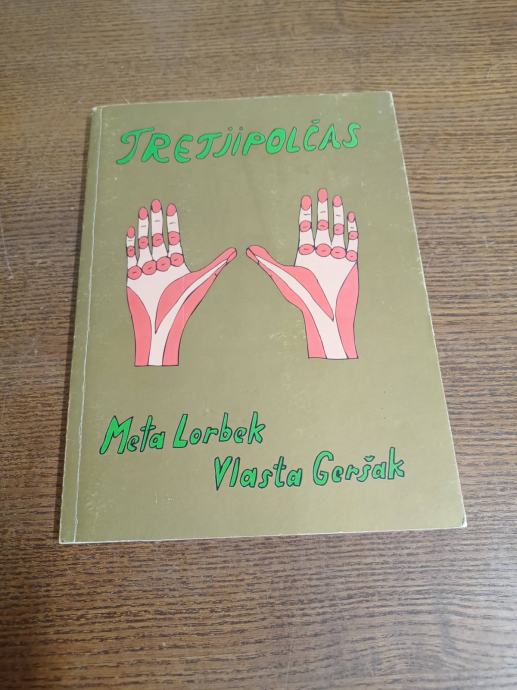 TRETJIPOLČAS
Meta Lorbek
Vlasta Geršak